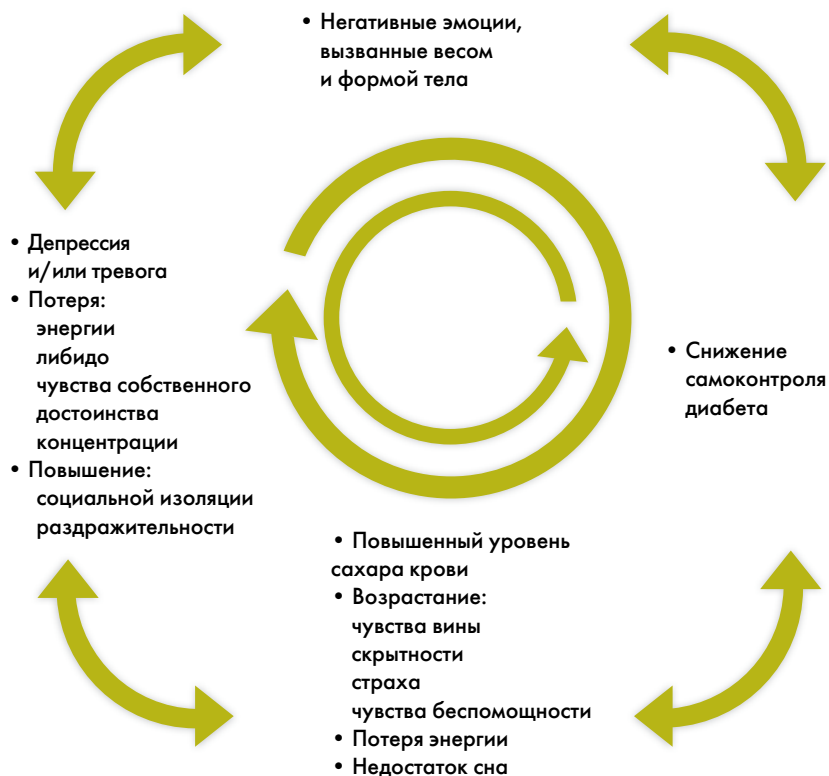 • Негативные эмоции,
вызванные весом
и формой тела
• Депрессия
и/или тревога
• Потеря:
энергии
либидо
чувства собственного
достоинства
концентрации
• Повышение:
социальной изоляции
раздражительности
• Снижение
самоконтроля
диабета
• Повышенный уровень
сахара крови
• Возрастание:
чувства вины
скрытности
страха
чувства беспомощности
• Потеря энергии
• Недостаток сна